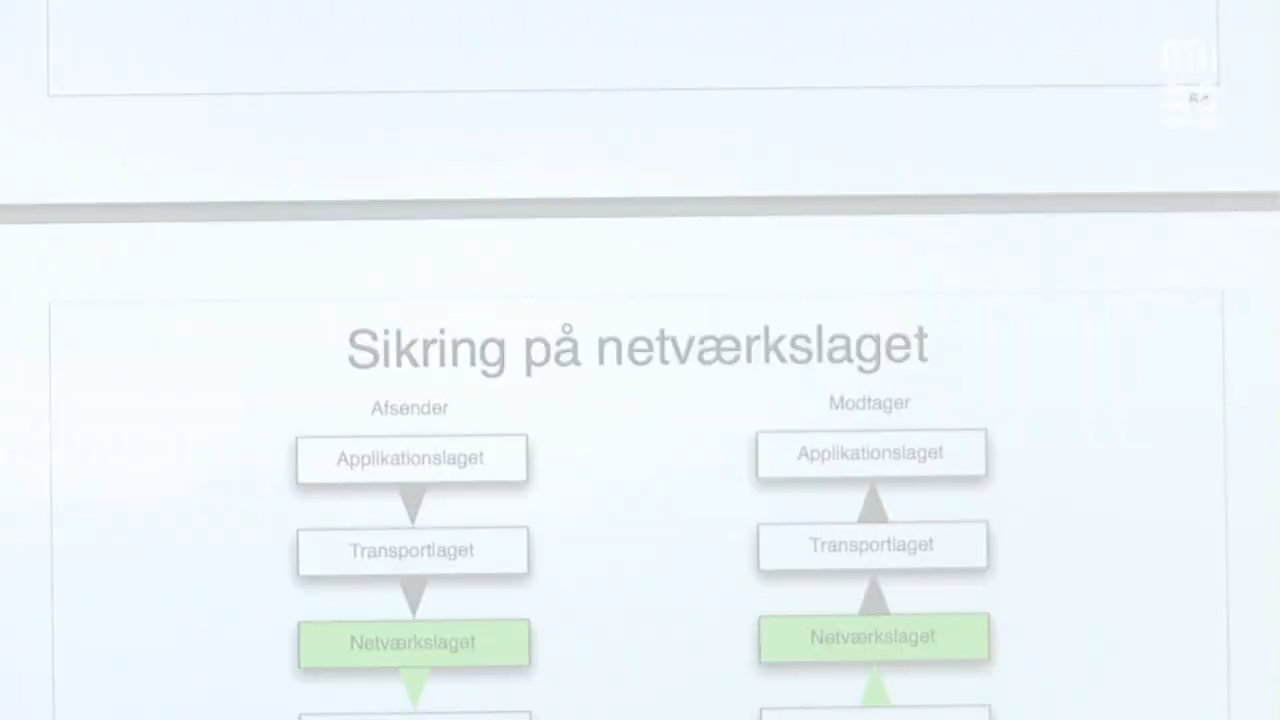 Sikring på netværkslaget
Afsender
Modtager
Applikationslaget
Applikationslaget
Transportlaget
Transportlaget
Netværkslaget
Netværkslaget